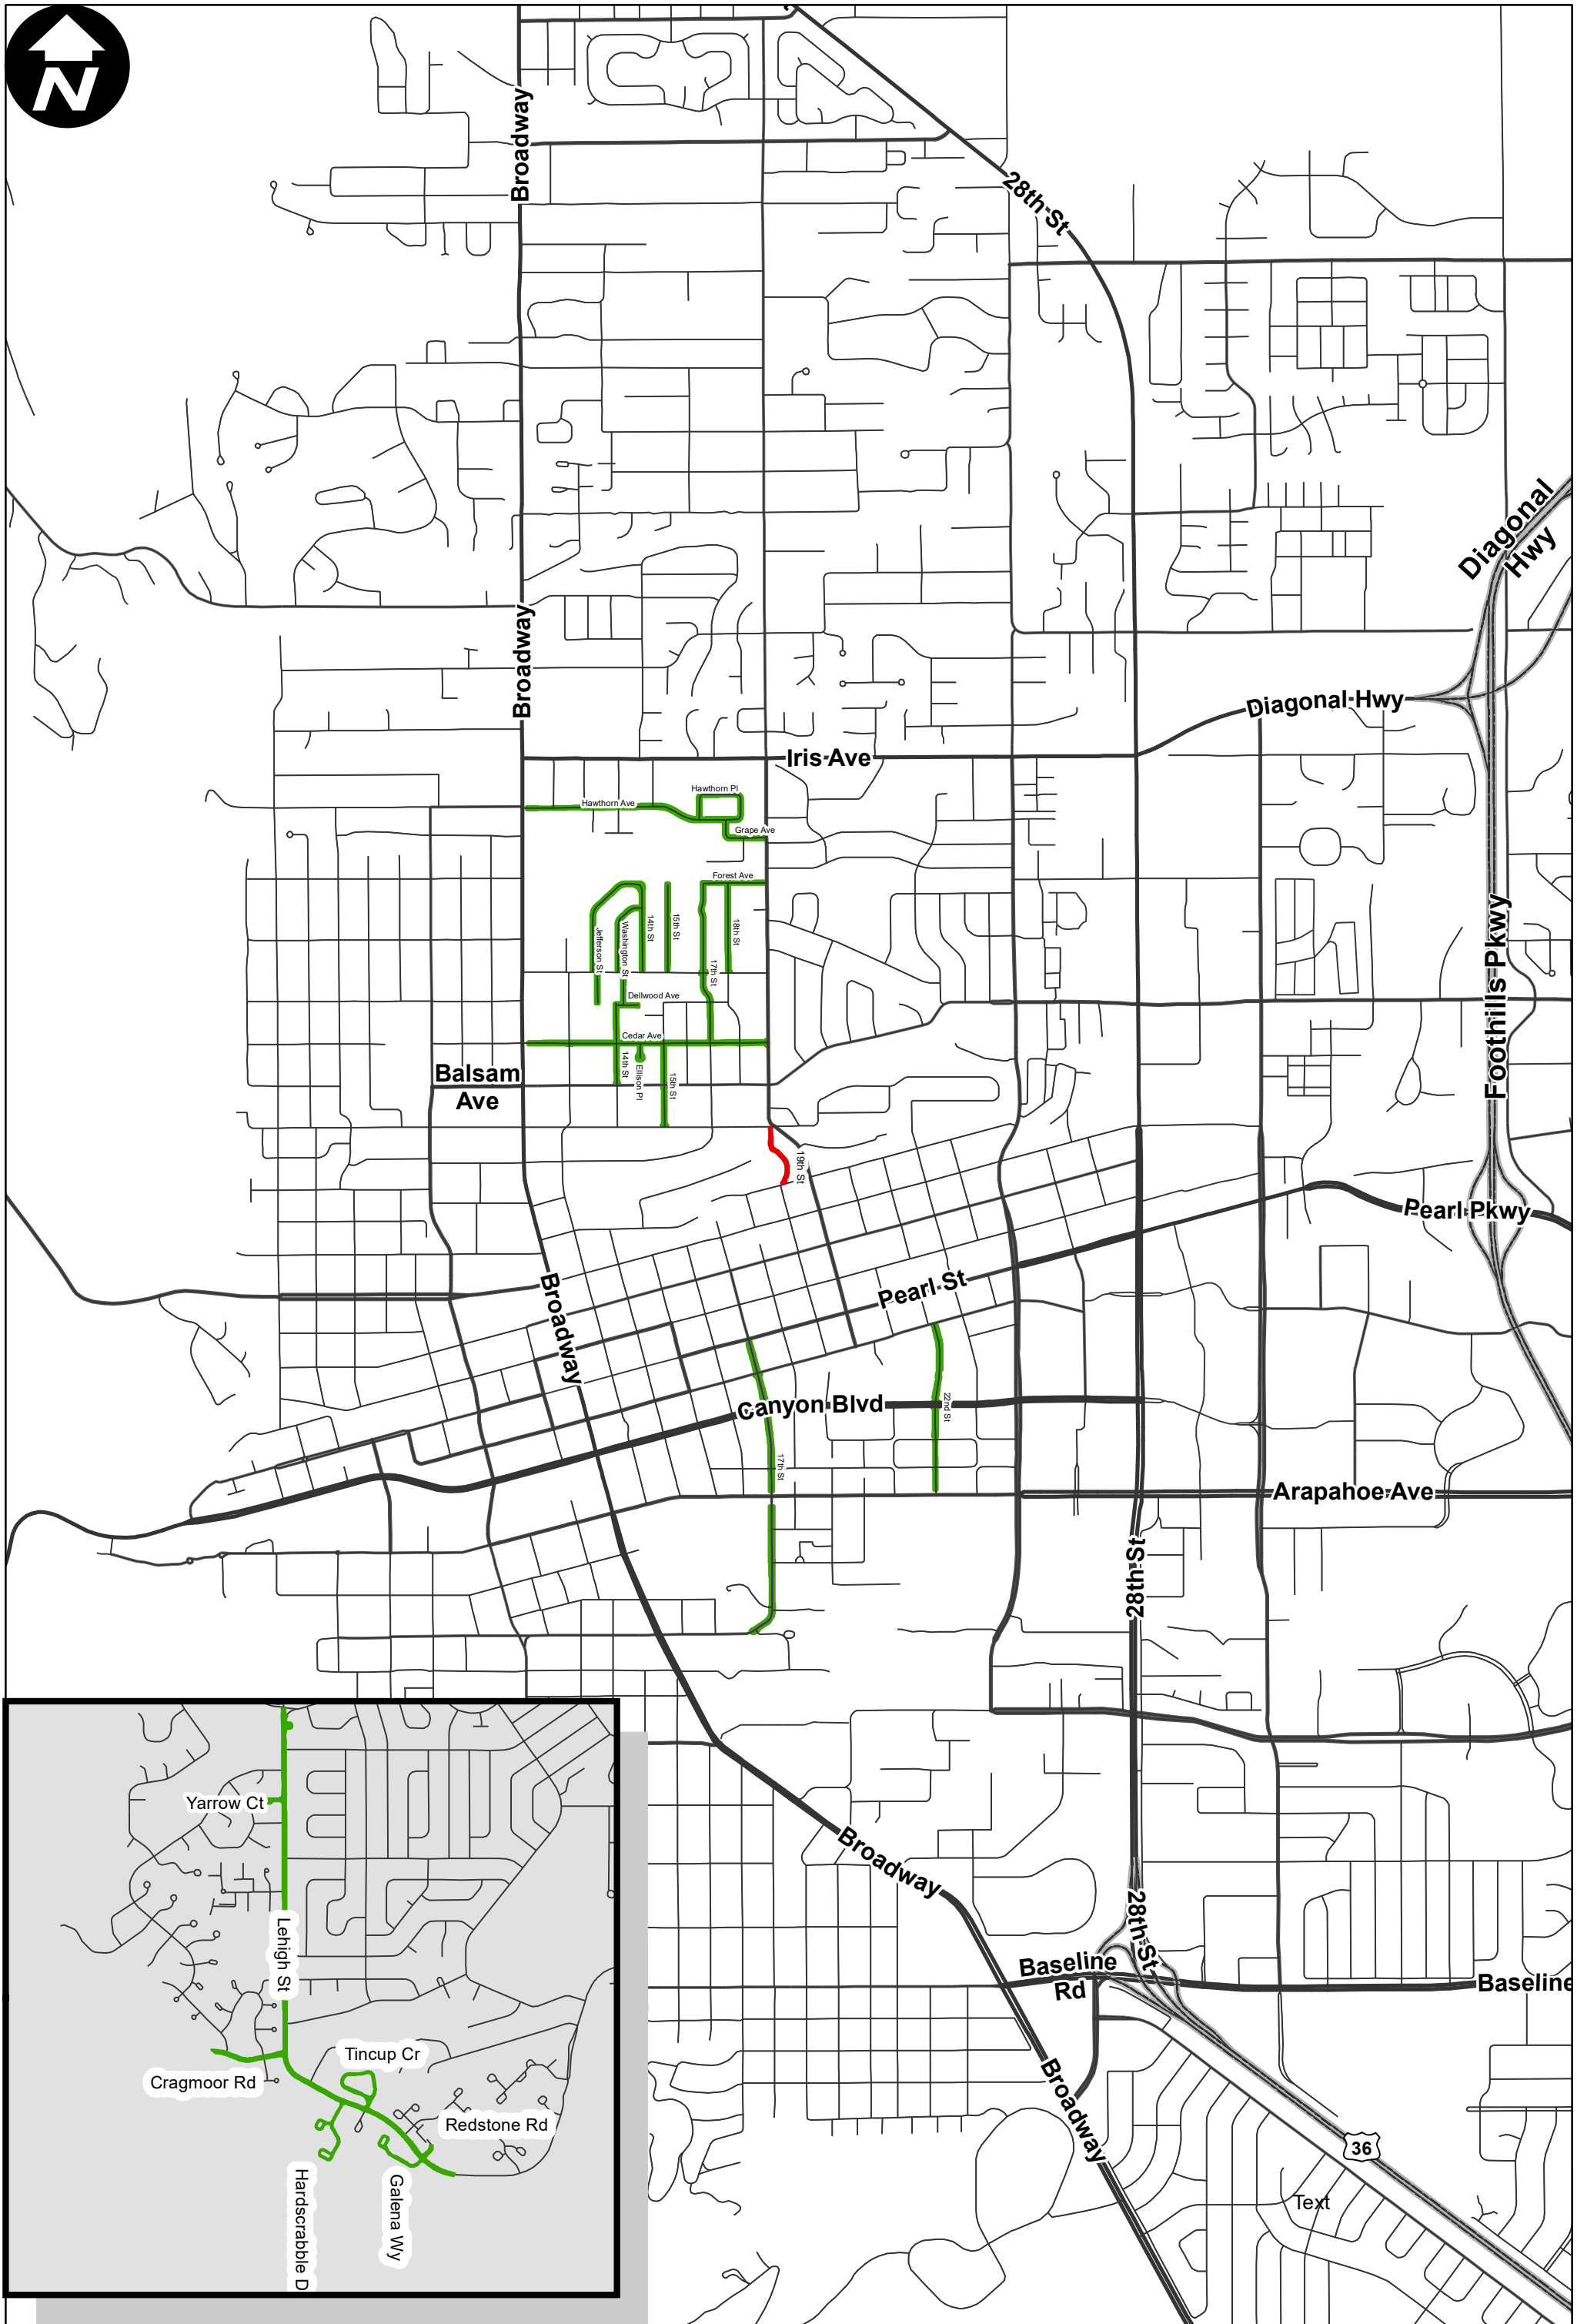 N
Broadway
28th St
Diagonal
Hwy
Broadway
Diagonal Hwy
Iris Ave
Hawthorn Pl
Hawthorn Ave
Grape Ave
Forest Ave
Jefferson St
Washington St
14th St
15th St
17th St
18th St
Foothills Pkwy
Dellwood Ave
Cedar Ave
14th St
Ellison Pl
15th St
Balsam
Ave
19th St
Pearl Pkwy
Broadway
Pearl St
Canyon Blvd
22nd St
17th St
Arapahoe Ave
28th St
Yarrow Ct
Broadway
28th St
Lehigh St
Baseline
Rd
Baseline
Tincup Cr
Cragmoor Rd
Broadway
Redstone Rd
36
Hardscrabble D
Galena Wy
Text